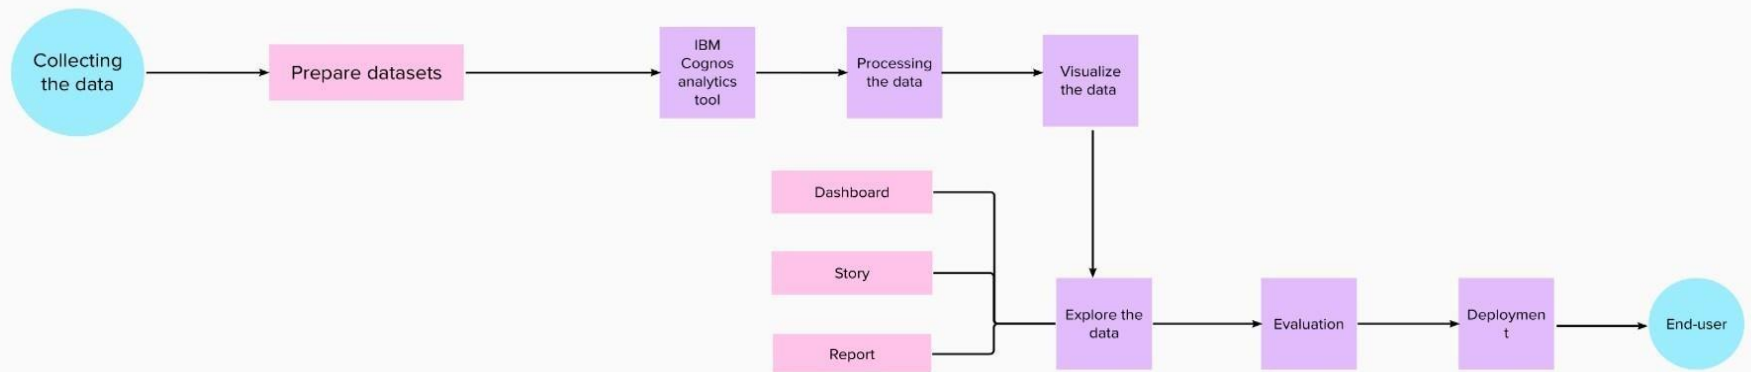 Collecting
the data
Prepare datasets
IBM
Cognos
analytics
tool
Processing
the data
Visualize
the data
Dashboard
Story
Report
Explore the
data
Evaluation
Deploymen
t
End-user